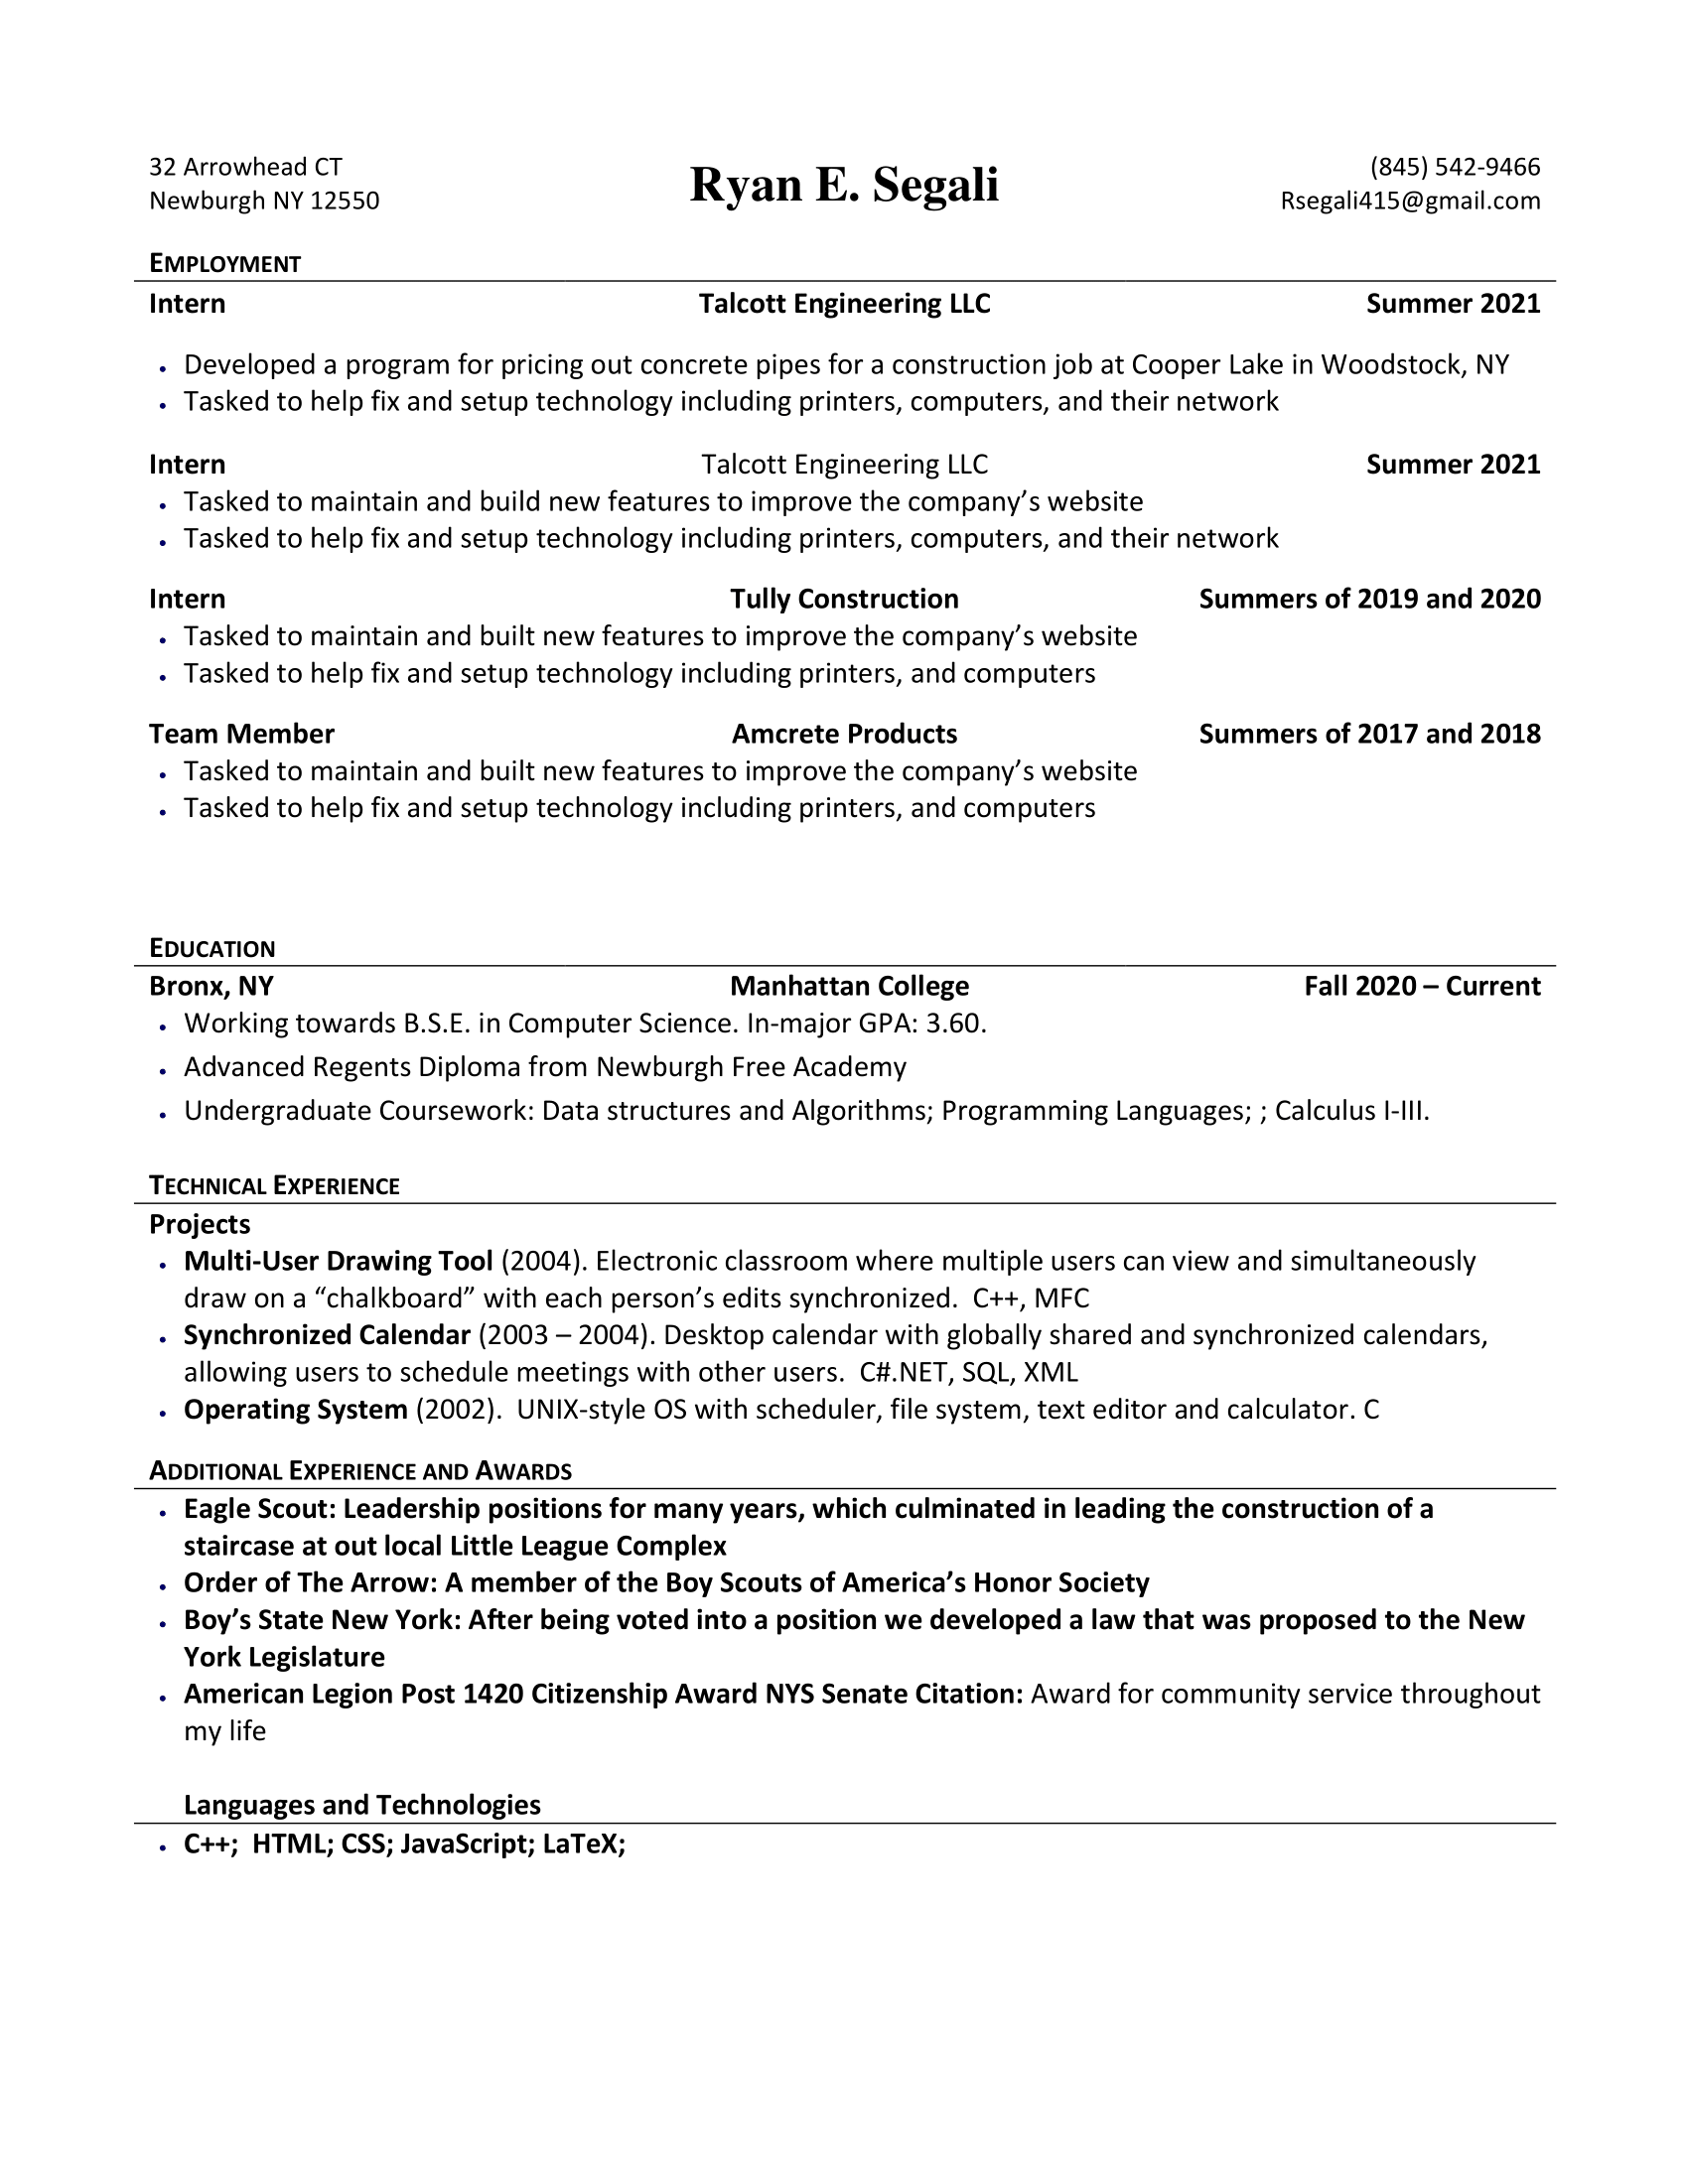 32 Arrowhead CT
Newburgh NY 12550
Ryan E. Segali
(845) 542-9466
Rsegali415@gmail.com
EMPLOYMENT
Intern Talcott Engineering LLC Summer 2021
• Developed a program for pricing out concrete pipes for a construction job at Cooper Lake in Woodstock, NY
• Tasked to help fix and setup technology including printers, computers, and their network
Intern Talcott Engineering LLC Summer 2021
• Tasked to maintain and build new features to improve the company’s website
• Tasked to help fix and setup technology including printers, computers, and their network
Intern Tully Construction Summers of 2019 and 2020
• Tasked to maintain and built new features to improve the company’s website
• Tasked to help fix and setup technology including printers, and computers
Team Member Amcrete Products Summers of 2017 and 2018
• Tasked to maintain and built new features to improve the company’s website
• Tasked to help fix and setup technology including printers, and computers
EDUCATION
Bronx, NY Manhattan College Fall 2020 – Current
• Working towards B.S.E. in Computer Science. In-major GPA: 3.60.
• Advanced Regents Diploma from Newburgh Free Academy
• Undergraduate Coursework: Data structures and Algorithms; Programming Languages; ; Calculus I-III.
TECHNICAL EXPERIENCE
Projects
• Multi-User Drawing Tool (2004). Electronic classroom where multiple users can view and simultaneously
draw on a “chalkboard” with each person’s edits synchronized.  C++, MFC
• Synchronized Calendar (2003 – 2004). Desktop calendar with globally shared and synchronized calendars,
allowing users to schedule meetings with other users.  C#.NET, SQL, XML
• Operating System (2002).  UNIX-style OS with scheduler, file system, text editor and calculator. C
ADDITIONAL EXPERIENCE AND AWARDS
• Eagle Scout: Leadership positions for many years, which culminated in leading the construction of a
staircase at out local Little League Complex
• Order of The Arrow: A member of the Boy Scouts of America’s Honor Society
• Boy’s State New York: After being voted into a position we developed a law that was proposed to the New
York Legislature
• American Legion Post 1420 Citizenship Award NYS Senate Citation: Award for community service throughout
my life
Languages and Technologies
• C++;  HTML; CSS; JavaScript; LaTeX;